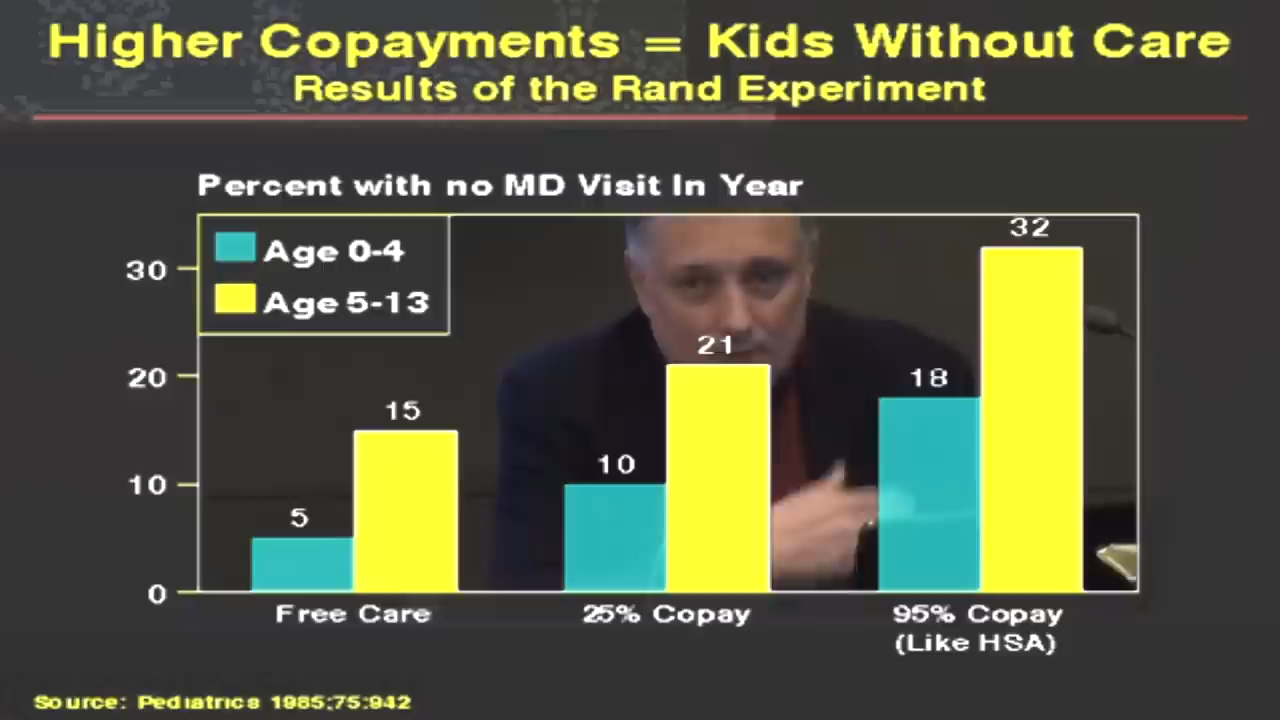 Higher Copayments = Kids Without Care
Results of the Rand Experiment
Percent with no MD Visit In Year
Age 0-4
Age 5-13
30
20
10
0
5
15
10
21
18
32
Free Care
25% Copay
95% Copay
(Like HSA)
Source: Pediatrics 1985;75:942